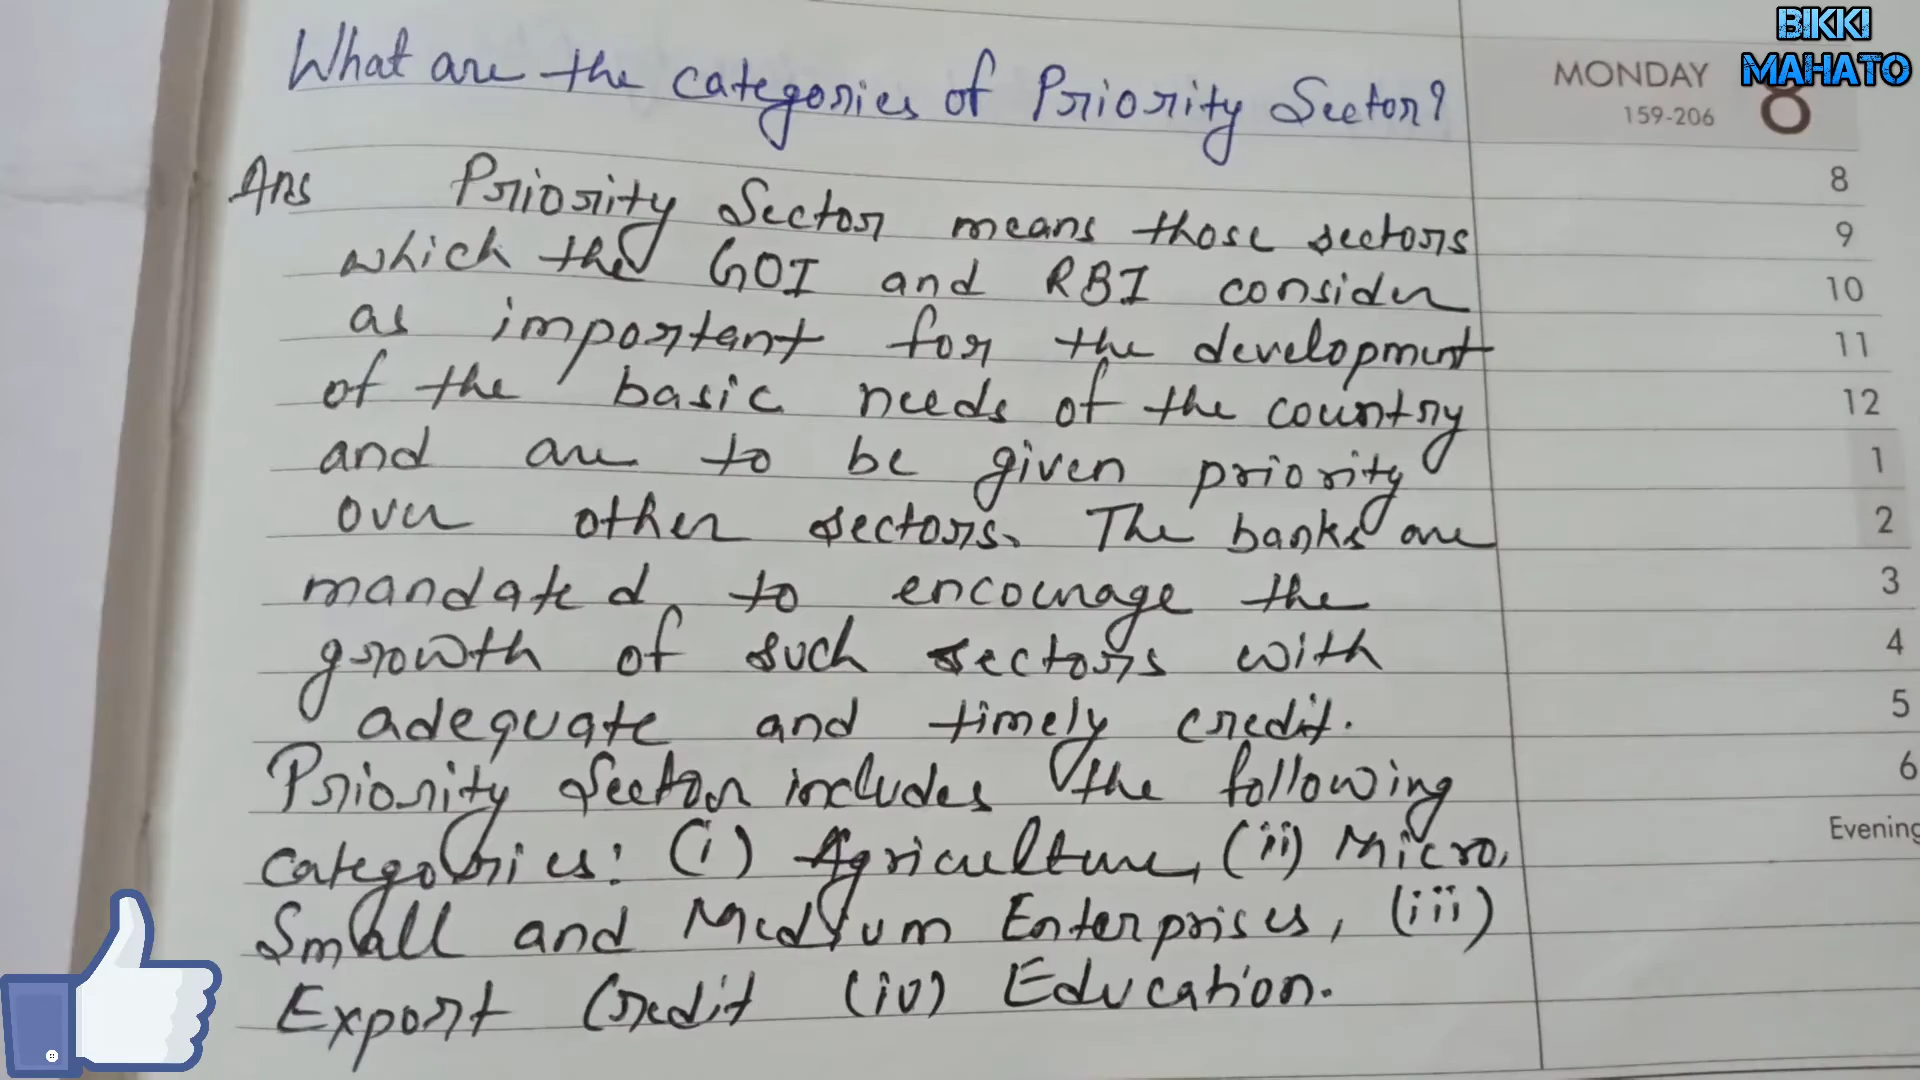 BIKKI
MAHATO
MONDAY
159-206
8
What are the categories of Priority Sector?
Ans Priority Sector means those sectors
which the GOI and RBI consider
as important for the development
of the basic needs of the country
and are to be given priority
over other sectors. The banks are
mandated to encourage the
growth of such sectors with
adequate and timely credit.
Priority Sector includes the following
categories: (i) Agriculture, (ii) Micro,
Small and Medium Enterprises, (iii)
Export Credit (iv) Education.
8
9
10
11
12
1
2
3
4
5
6
Evening